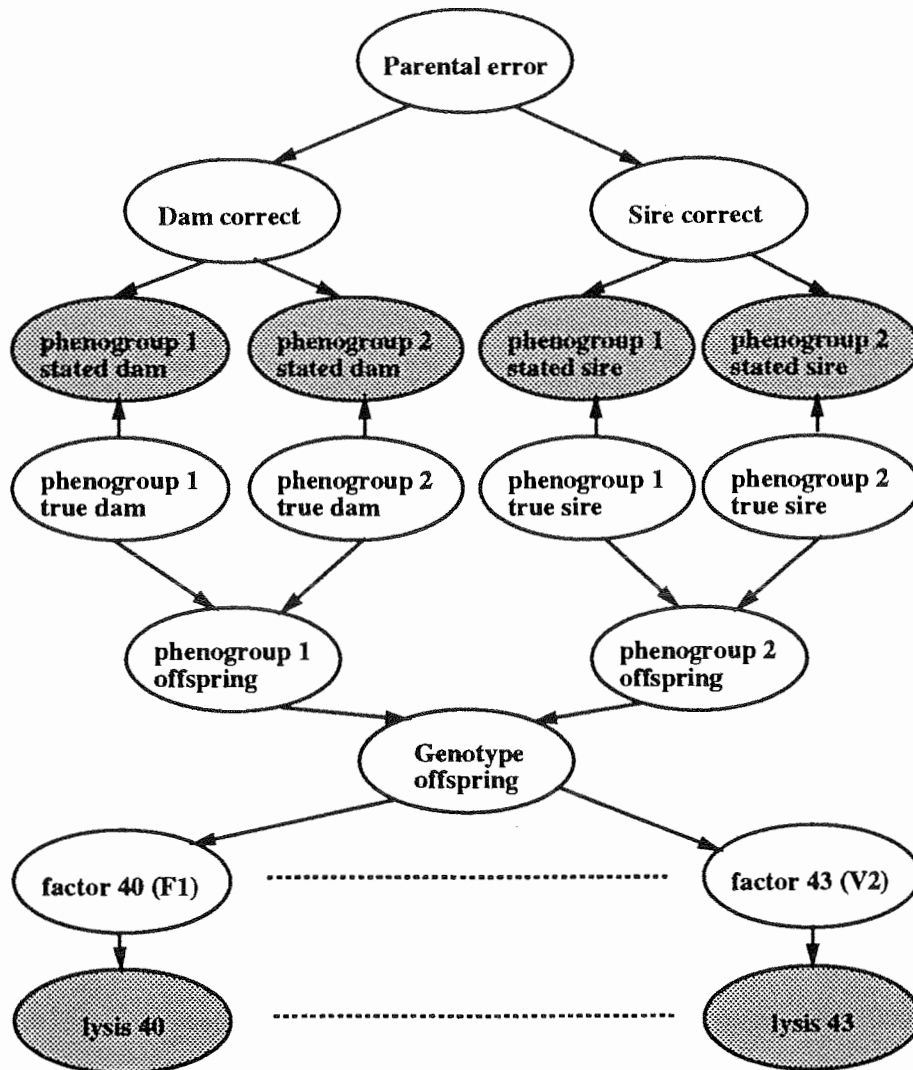 Parental error
Dam correct
Sire correct
phenogroup 1
stated dam
phenogroup 2
stated dam
phenogroup 1
stated sire
phenogroup 2
stated sire
phenogroup 1
true dam
phenogroup 2
true dam
phenogroup 1
true sire
phenogroup 2
true sire
phenogroup 1
offspring
phenogroup 2
offspring
Genotype
offspring
factor 40 (F1)
factor 43 (V2)
lysis 40
lysis 43